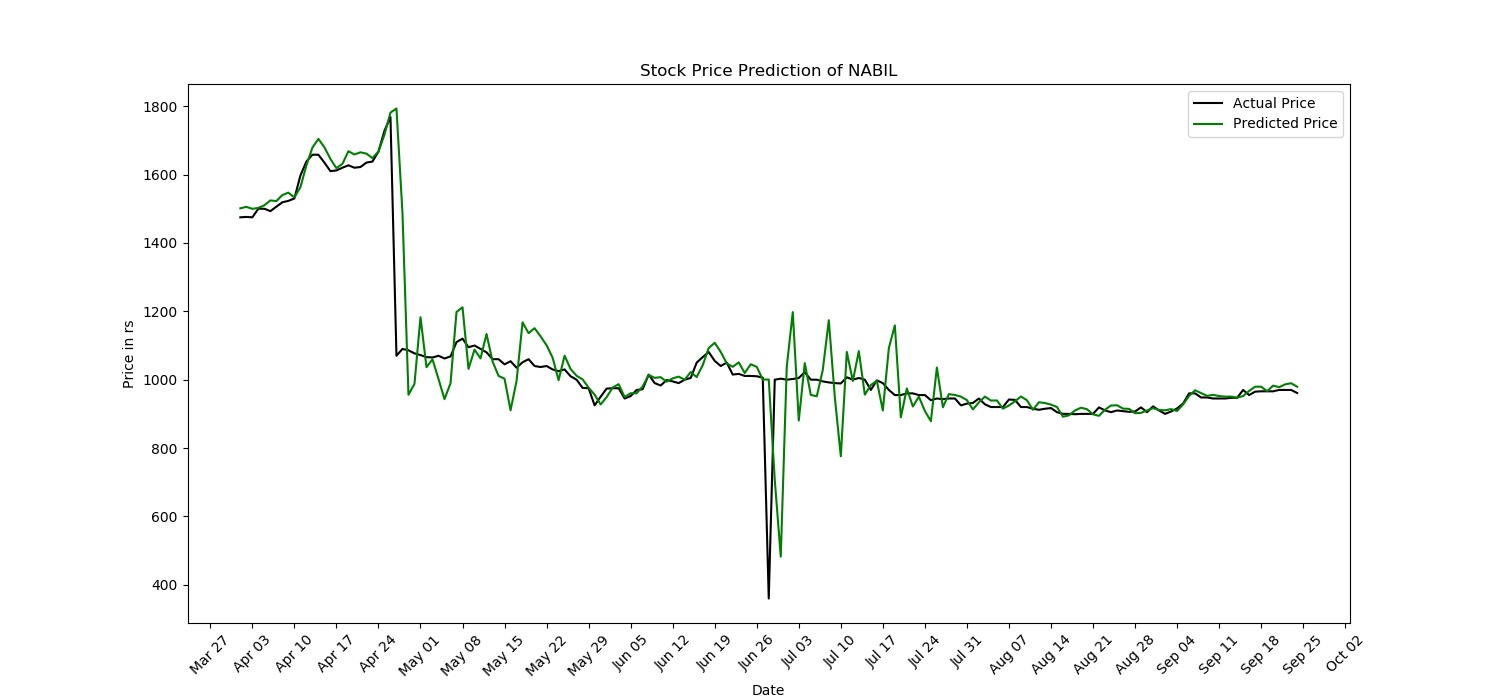 Stock Price Prediction of NABIL
Actual Price
Predicted Price
Price in rs
1800
1600
1400
1200
1000
800
600
400
Mar 27
Apr 03
Apr 10
Apr 17
Apr 24
May 01
May 08
May 15
May 22
May 29
Jun 05
Jun 12
Jun 19
Jun 26
Jul 03
Jul 10
Jul 17
Jul 24
Jul 31
Aug 07
Aug 14
Aug 21
Aug 28
Sep 04
Sep 11
Sep 18
Sep 25
Oct 02
Date